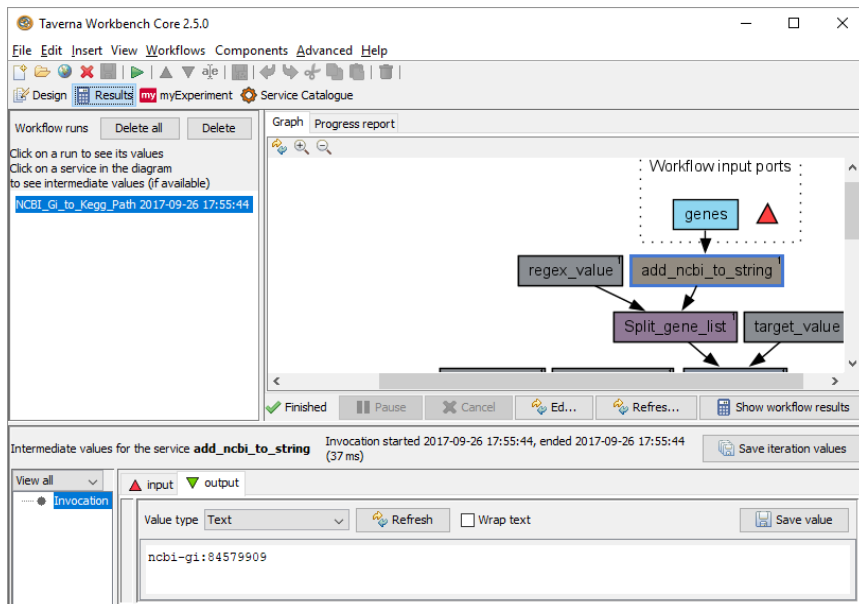 Taverna Workbench Core 2.5.0
File Edit Insert View Workflows Components Advanced Help
Design Results my myExperiment Service Catalogue
Workflow runs Delete all Delete
Click on a run to see its values
Click on a service in the diagram
to see intermediate values (if available)
NCBI_Gi_to_Kegg_Path 2017-09-26 17:55:44
Graph Progress report
Workflow input ports
genes
regex_value 1 add_ncbi_to_string 1
Split_gene_list 1 target_value
Finished Pause Cancel Ed... Refres... Show workflow results
Intermediate values for the service add_ncbi_to_string
Invocation started 2017-09-26 17:55:44, ended 2017-09-26 17:55:44
(37 ms)
Save iteration values
View all
Invocation
input output
Value type Text Refresh Wrap text Save value
ncbi-gi:84579909